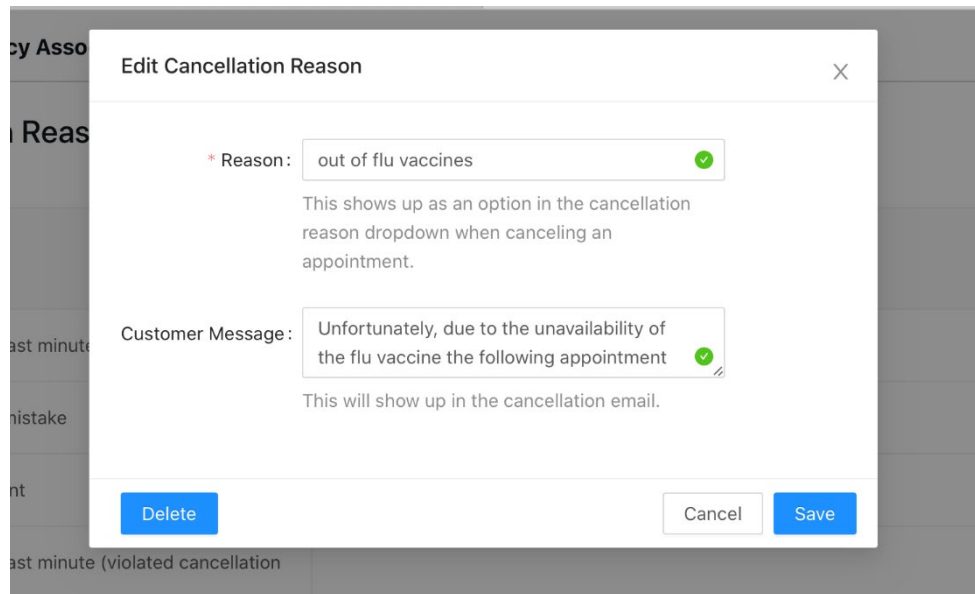 cy Asso
Edit Cancellation Reason
n Reas
* Reason:
out of flu vaccines
This shows up as an option in the cancellation
reason dropdown when canceling an
appointment.
ast minute
Customer Message:
Unfortunately, due to the unavailability of
the flu vaccine the following appointment
This will show up in the cancellation email.
nistake
nt
Delete
Cancel
Save
ast minute (violated cancellation